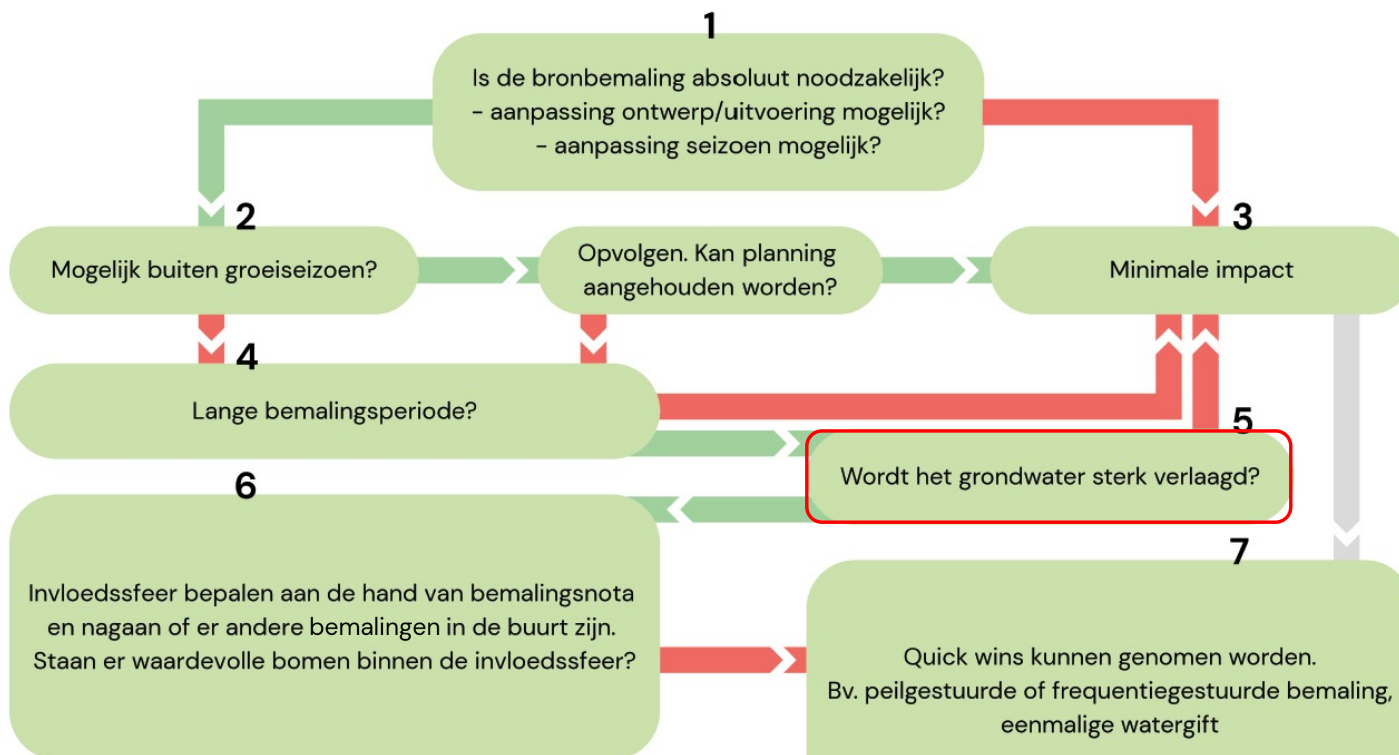 1
Is de bronbemaling absoluut noodzakelijk?
- aanpassing ontwerp/uitvoering mogelijk?
- aanpassing seizoen mogelijk?
2
Mogelijk buiten groeiseizoen?
Opvolgen. Kan planning
aangehouden worden?
3
Minimale impact
4
Lange bemalingsperiode?
5
Wordt het grondwater sterk verlaagd?
6
Invloedssfeer bepalen aan de hand van bemalingsnota
en nagaan of er andere bemalingen in de buurt zijn.
Staan er waardevolle bomen binnen de invloedssfeer?
7
Quick wins kunnen genomen worden.
Bv. peilgestuurde of frequentiegestuurde bemaling,
eenmalige watergift